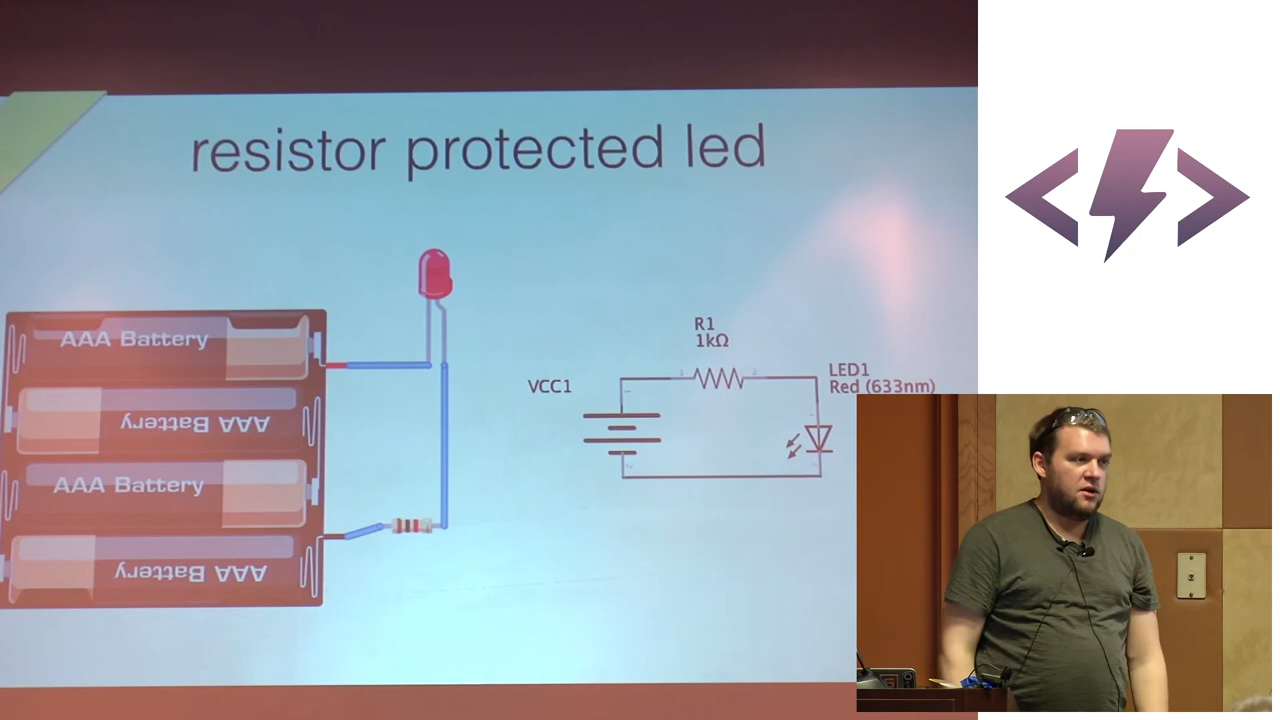 resistor protected led
AAA Battery
AAA Battery
AAA Battery
AAA Battery
R1
1kΩ
VCC1
LED1
Red (633nm)